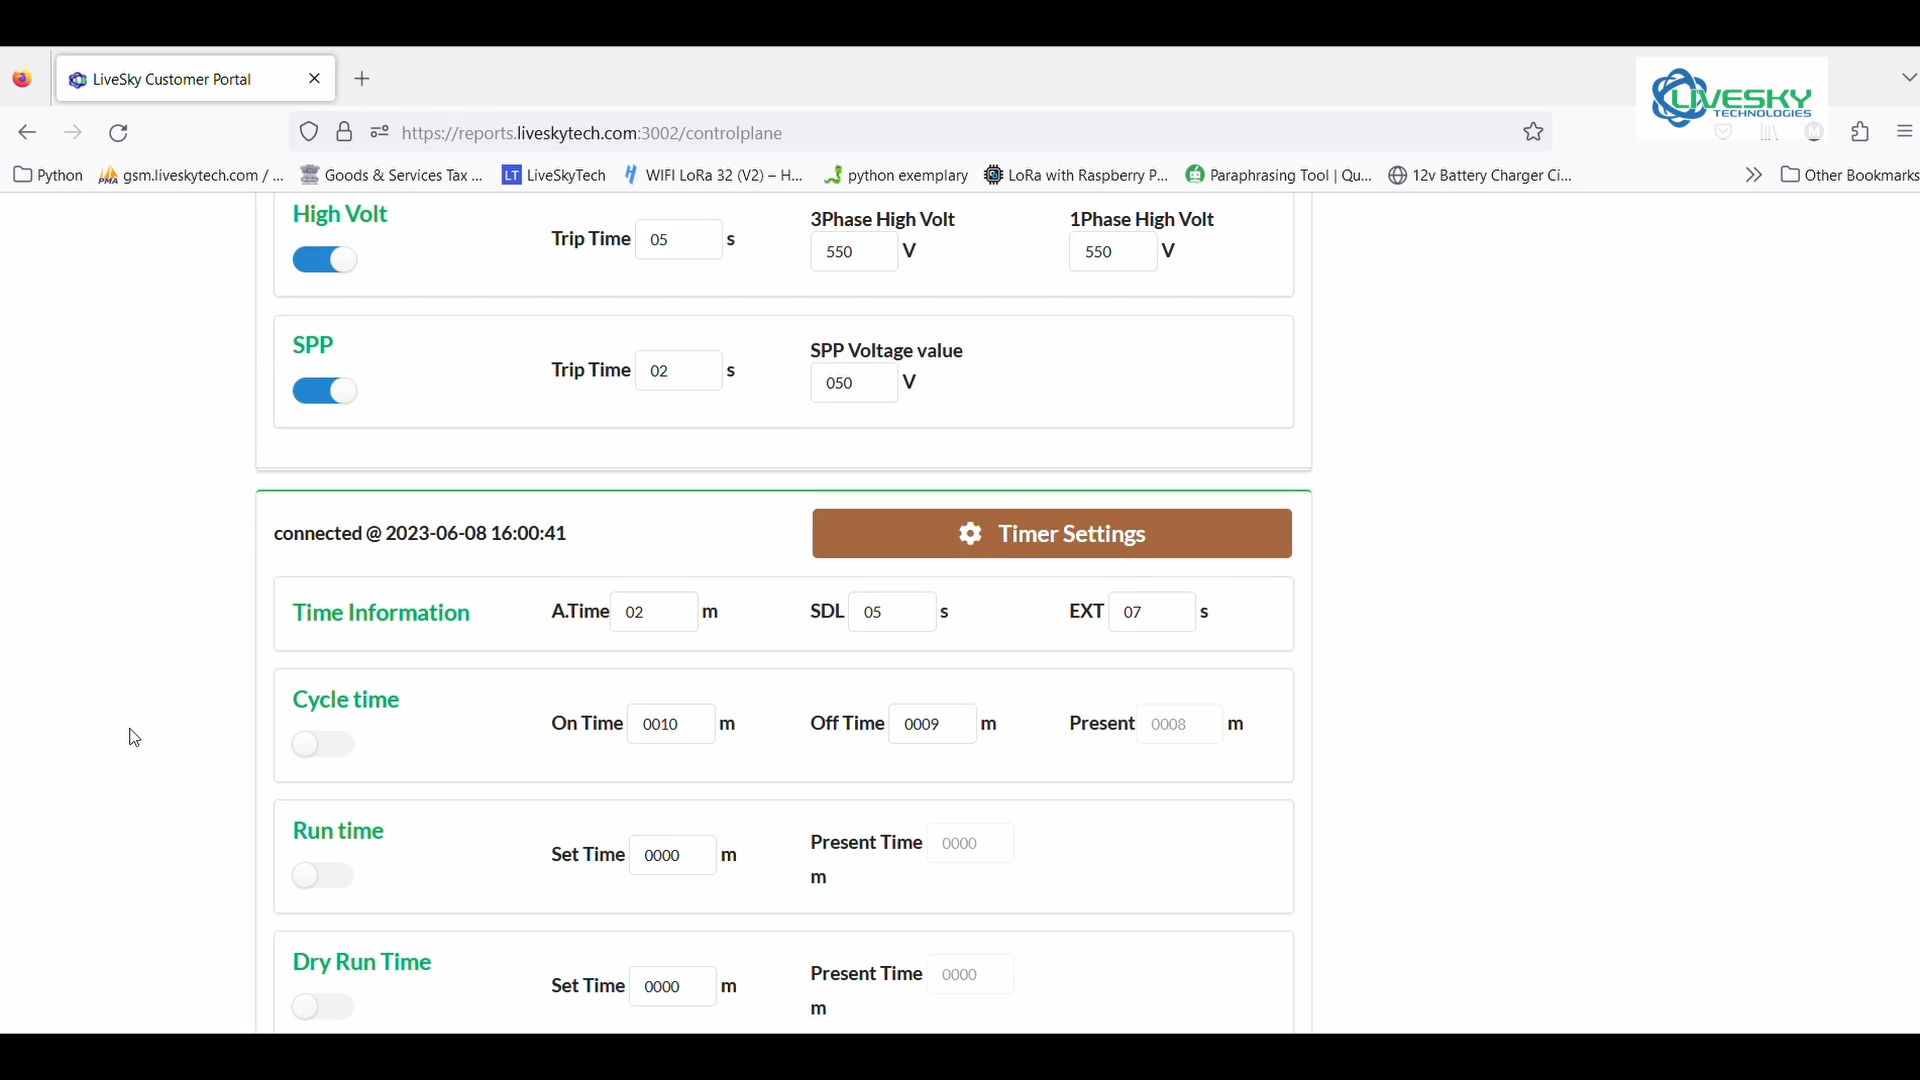 LiveSky Customer Portal
LIVESKY
TECHNOLOGIES
https://reports.liveskytech.com:3002/controlplane
M
Python
PMA
gsm.liveskytech.com / ...
Goods & Services Tax ...
LT LiveSkyTech
WIFI LoRa 32 (V2) – H...
python exemplary
LoRa with Raspberry P...
Paraphrasing Tool | Qu...
12v Battery Charger Ci...
Other Bookmarks
High Volt
Trip Time 05 s
3Phase High Volt
550 V
1Phase High Volt
550 V
SPP
Trip Time 02 s
SPP Voltage value
050 V
connected @ 2023-06-08 16:00:41
Timer Settings
Time Information
A.Time 02 m
SDL 05 s
EXT 07 s
Cycle time
On Time 0010 m
Off Time 0009 m
Present 0008 m
Run time
Set Time 0000 m
Present Time 0000
m
Dry Run Time
Set Time 0000 m
Present Time 0000
m